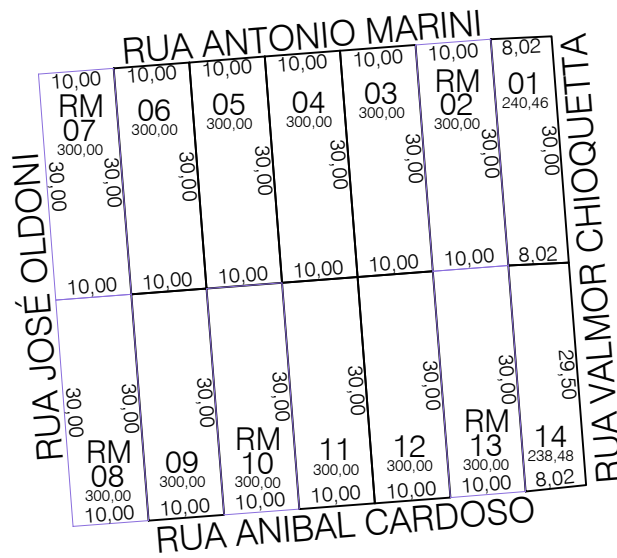 RUA ANTONIO MARINI
10,00 10,00 10,00 10,00 10,00 10,00 8,02
RM 07 300,00
06 300,00
05 300,00
04 300,00
03 300,00
RM 02 300,00
01 240,46
30,00 30,00 30,00 30,00 30,00 30,00 30,00 30,00
10,00 10,00 10,00 10,00 10,00 10,00 8,02
RUA JOSÉ OLDONI
RUA VALMOR CHIOQUETTA
30,00 30,00 30,00 30,00 30,00 30,00 30,00 29,50
RM 08 300,00
09 300,00
RM 10 300,00
11 300,00
12 300,00
RM 13 300,00
14 238,48
10,00 10,00 10,00 10,00 10,00 10,00 8,02
RUA ANIBAL CARDOSO